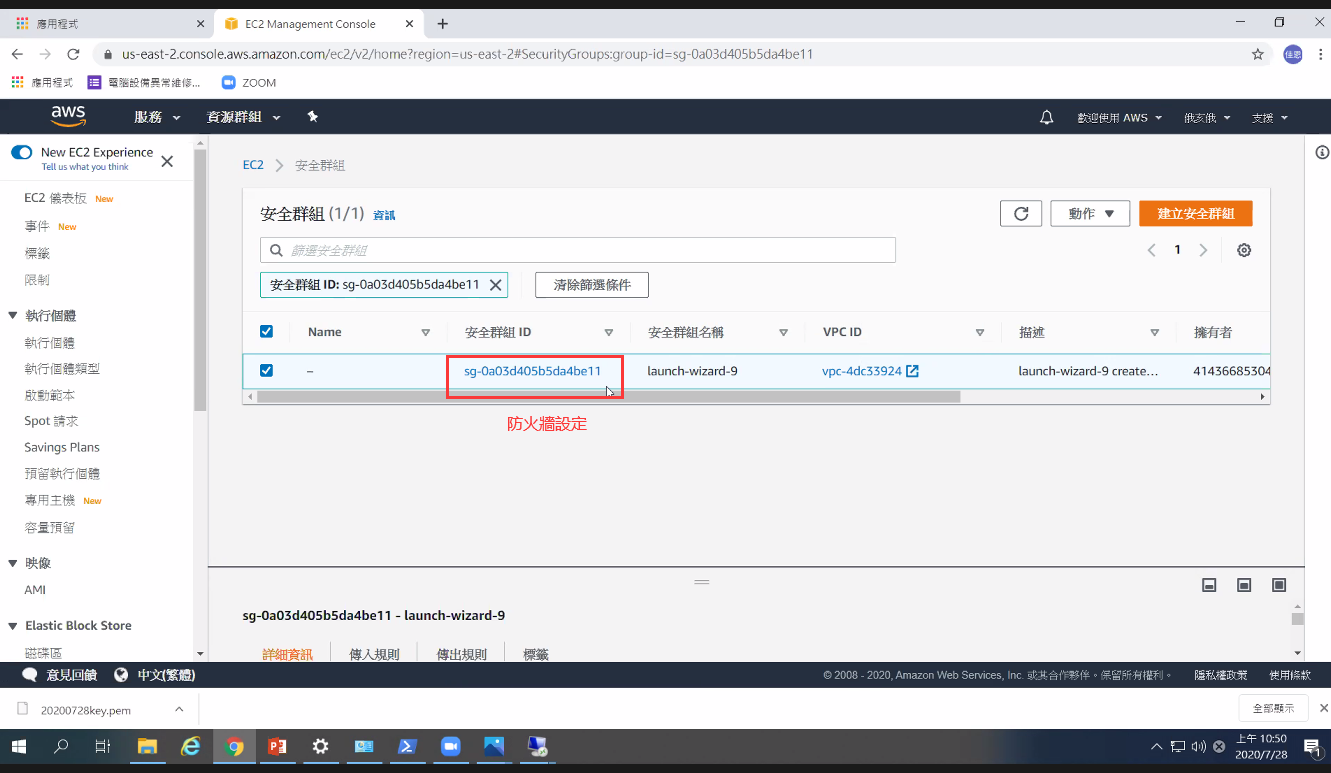 應用程式
EC2 Management Console
us-east-2.console.aws.amazon.com/ec2/v2/home?region=us-east-2#SecurityGroups:group-id=sg-0a03d405b5da4be11
佳恩
應用程式
電腦設備異常維修...
ZOOM
aws
服務
資源群組
歡迎使用 AWS
俄亥俄
支援
New EC2 Experience
Tell us what you think
EC2 儀表板 New
事件 New
標籤
限制
執行個體
執行個體
執行個體類型
啟動範本
Spot 請求
Savings Plans
預留執行個體
專用主機 New
容量預留
映像
AMI
Elastic Block Store
磁碟區
EC2 > 安全群組
安全群組 (1/1) 資訊
動作
建立安全群組
篩選安全群組
1
安全群組 ID: sg-0a03d405b5da4be11
清除篩選條件
Name
安全群組 ID
安全群組名稱
VPC ID
描述
擁有者
–
sg-0a03d405b5da4be11
launch-wizard-9
vpc-4dc33924
launch-wizard-9 create...
41436685304
防火牆設定
sg-0a03d405b5da4be11 - launch-wizard-9
詳細資訊
傳入規則
傳出規則
標籤
意見回饋
中文(繁體)
© 2008 - 2020, Amazon Web Services, Inc. 或其合作夥伴。保留所有權利。
隱私權政策
使用條款
20200728key.pem
全部顯示
上午 10:50
2020/7/28
1